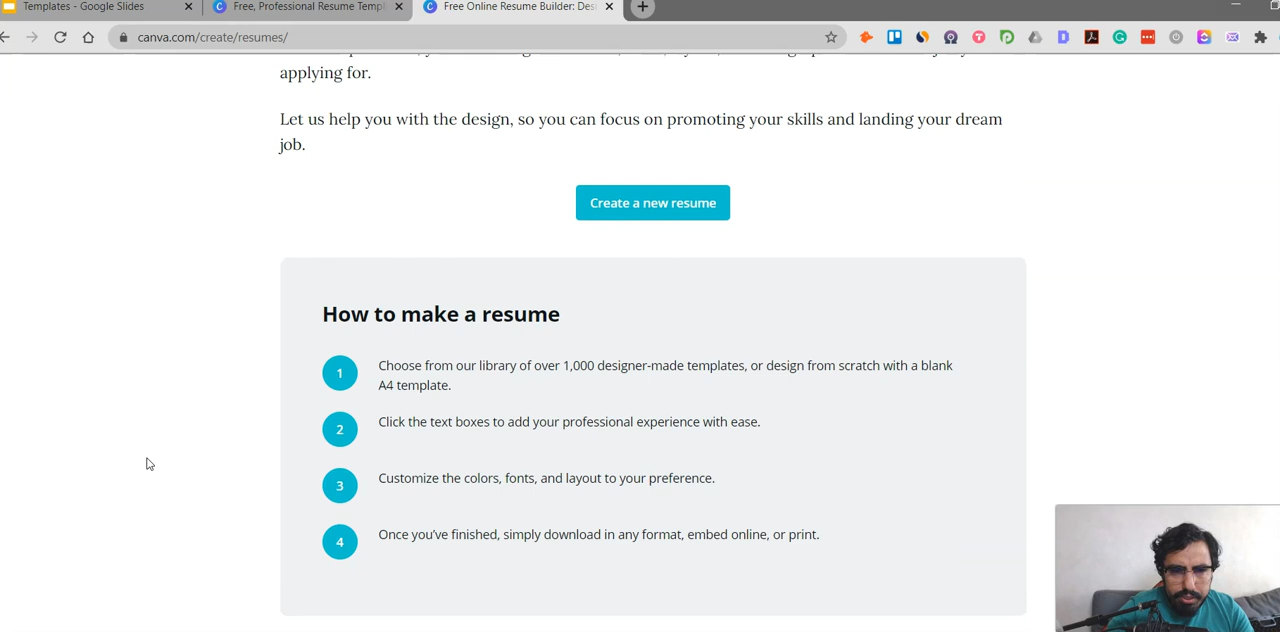 Templates - Google Slides
Free, Professional Resume Templ
Free Online Resume Builder: Des
canva.com/create/resumes/
applying for.
Let us help you with the design, so you can focus on promoting your skills and landing your dream
job.
Create a new resume
How to make a resume
1 Choose from our library of over 1,000 designer-made templates, or design from scratch with a blank
A4 template.
2 Click the text boxes to add your professional experience with ease.
3 Customize the colors, fonts, and layout to your preference.
4 Once you've finished, simply download in any format, embed online, or print.